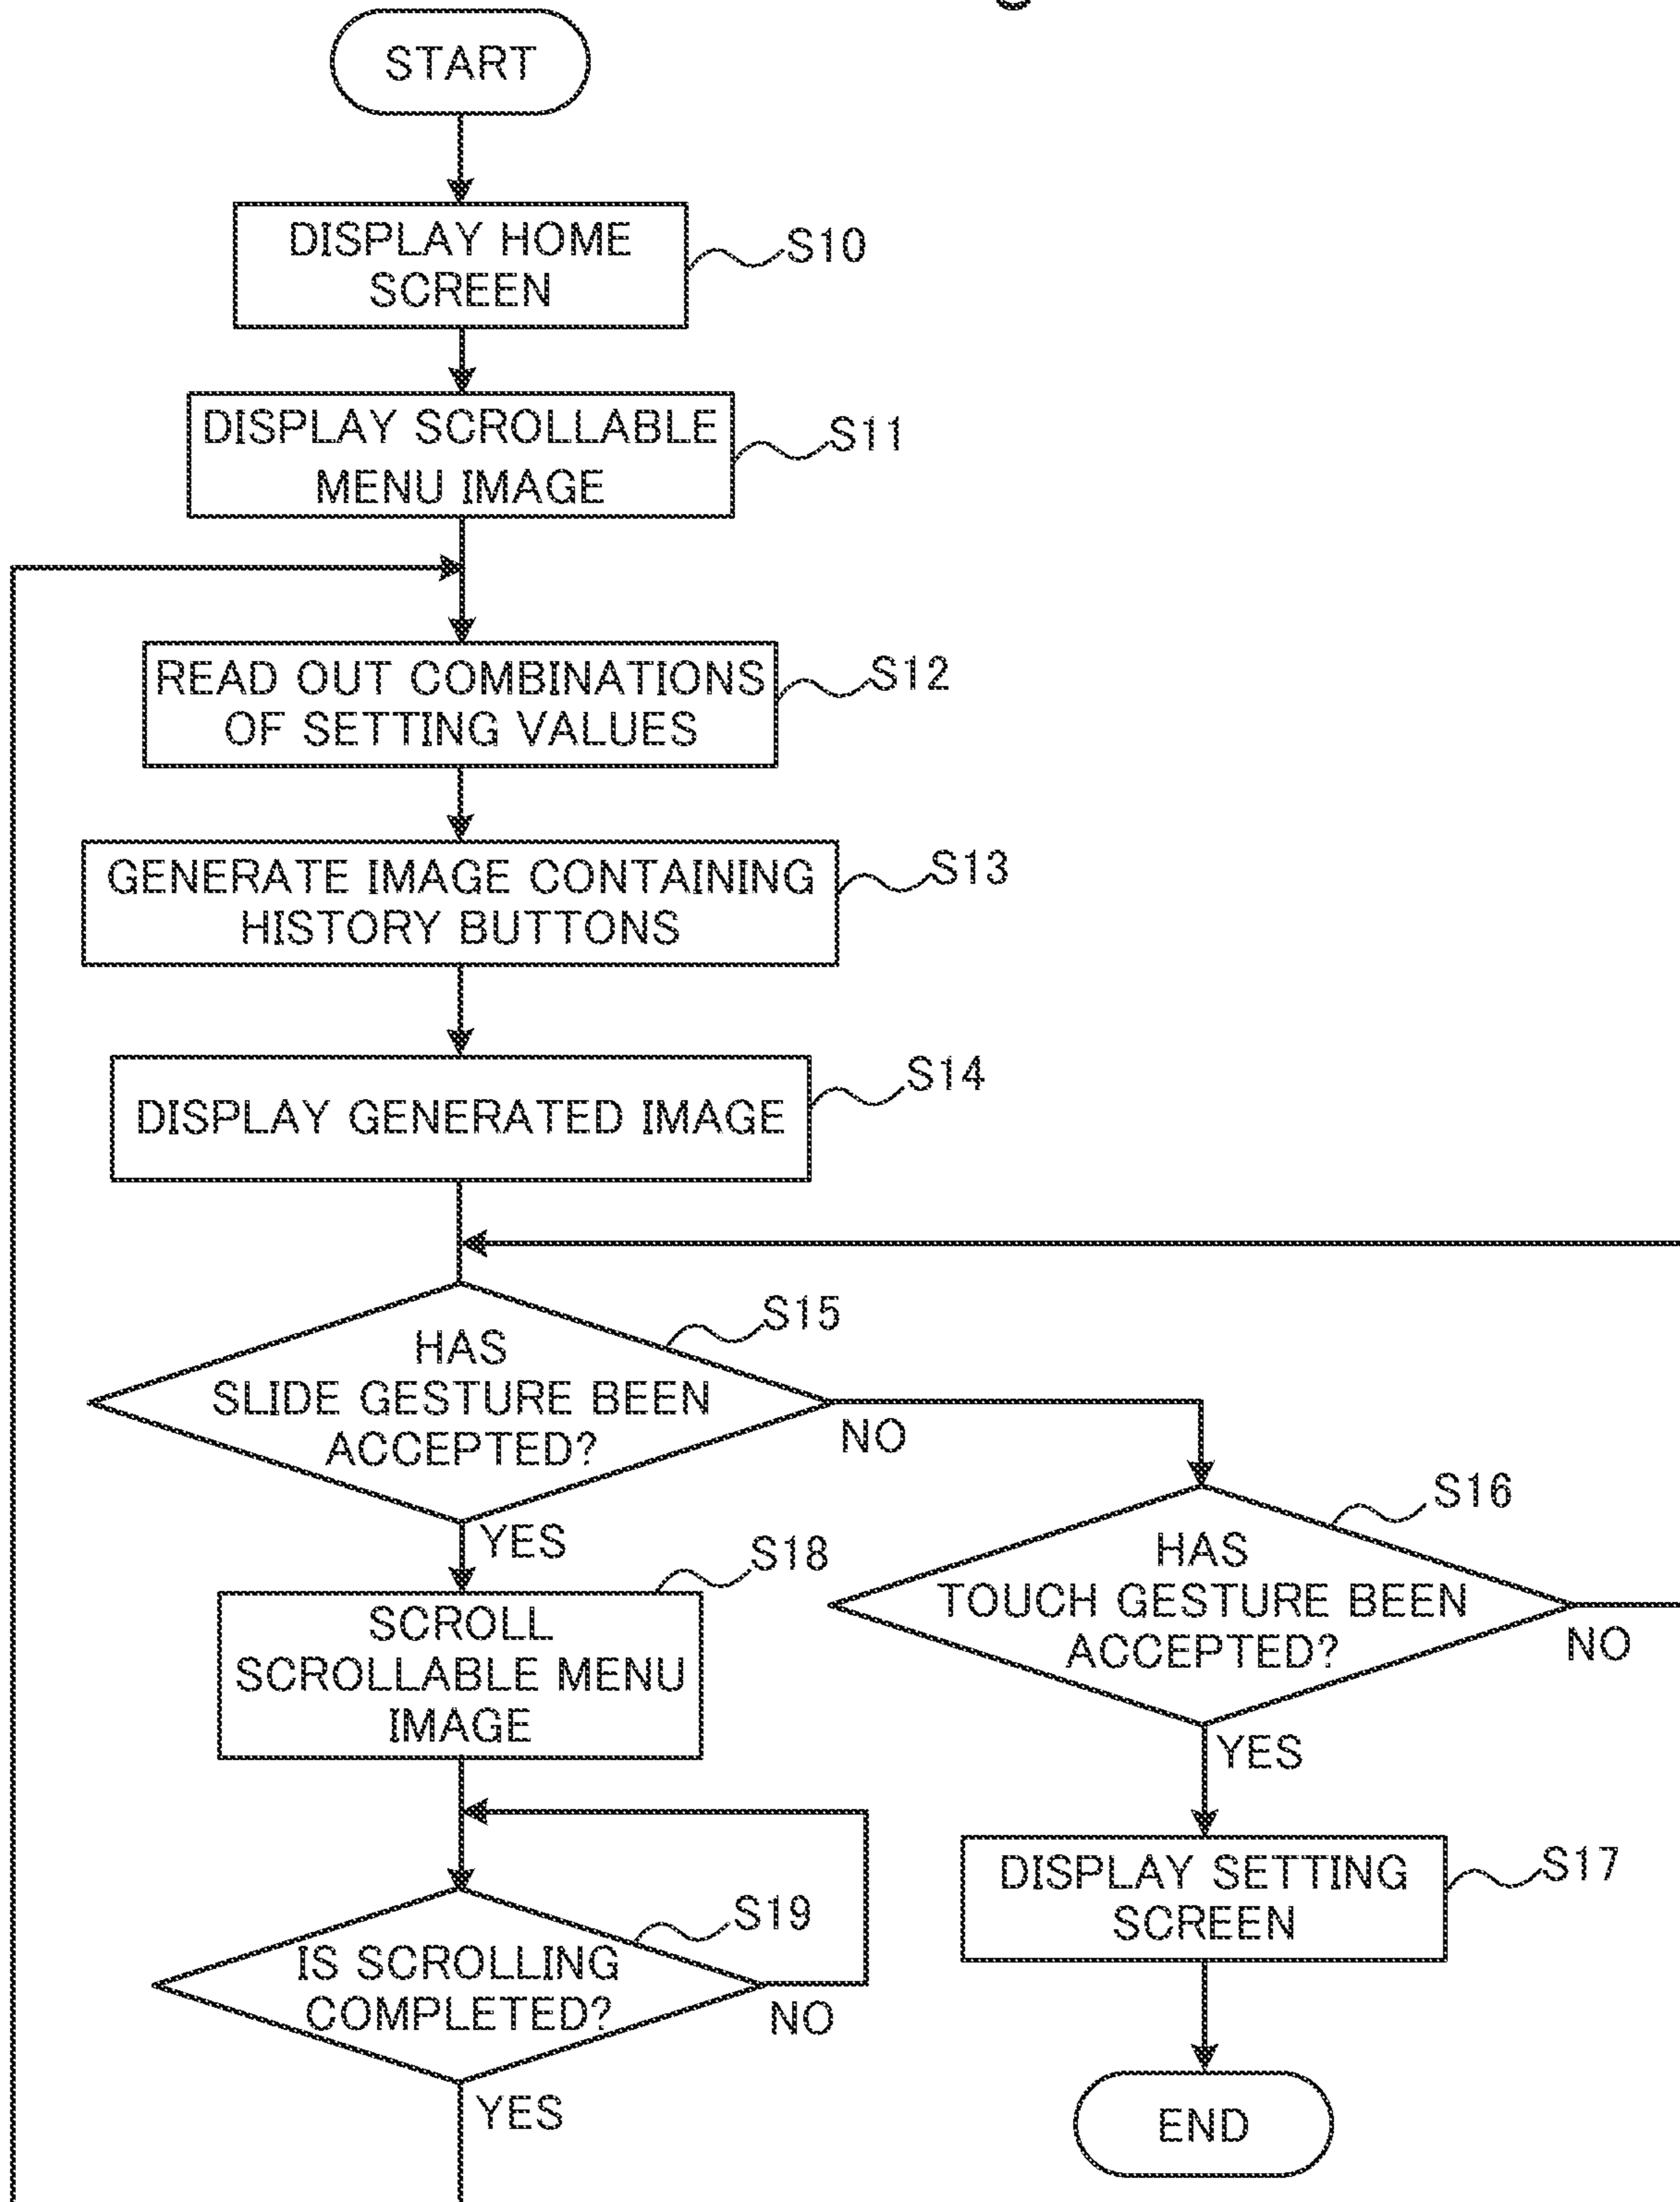 START
DISPLAY HOME
SCREEN
S10
DISPLAY SCROLLABLE
MENU IMAGE
S11
READ OUT COMBINATIONS
OF SETTING VALUES
S12
GENERATE IMAGE CONTAINING
HISTORY BUTTONS
S13
DISPLAY GENERATED IMAGE
S14
HAS
SLIDE GESTURE BEEN
ACCEPTED?
S15
NO
YES
HAS
TOUCH GESTURE BEEN
ACCEPTED?
S16
NO
YES
SCROLL
SCROLLABLE MENU
IMAGE
S18
DISPLAY SETTING
SCREEN
S17
IS SCROLLING
COMPLETED?
S19
NO
YES
END